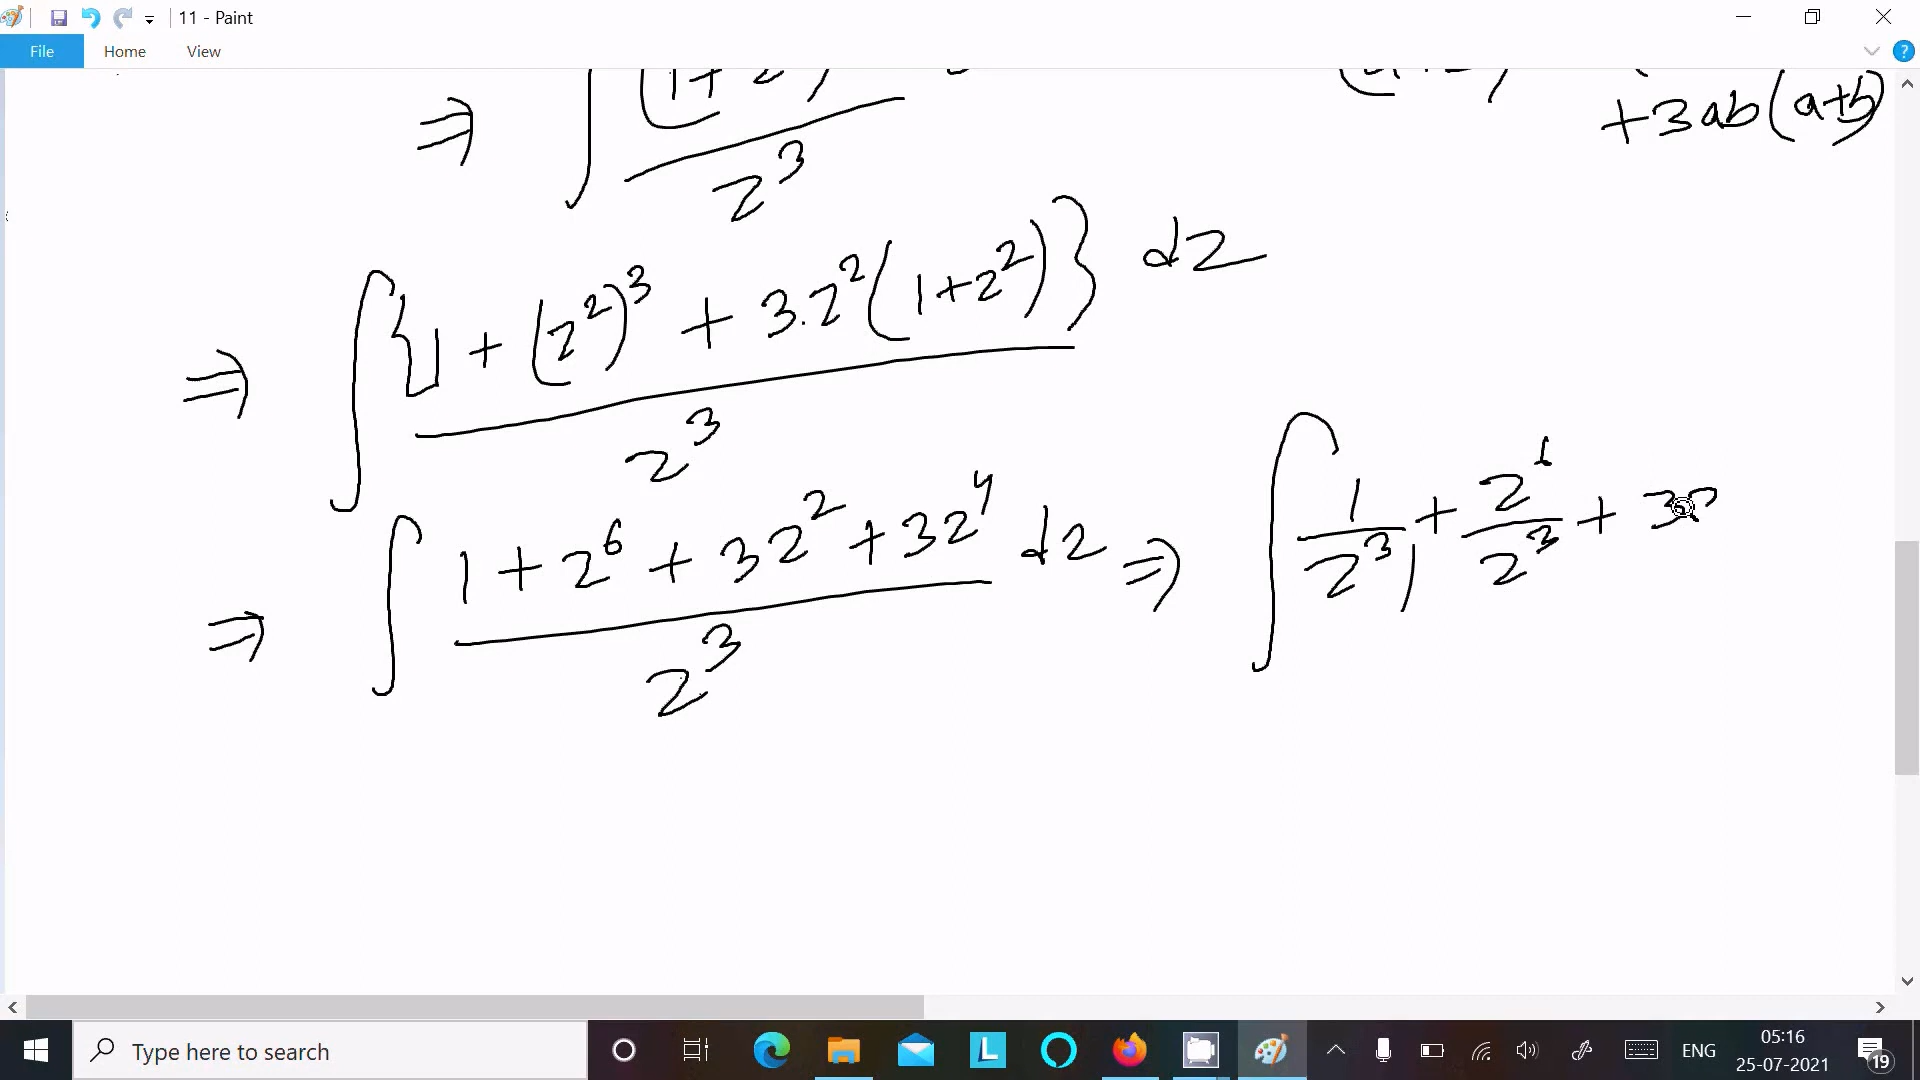 11 - Paint
File Home View
+3ab(a+b)
⇒ ∫ (1+z
z³
⇒ ∫ {1 + (z²)³ + 3.z²(1+z²)} dz
z³
⇒ ∫ 1 + z⁶ + 3z² + 3z⁴ dz ⇒ ∫ 1 + z⁶ + 3
z³ z³ z³
Type here to search
ENG
05:16
25-07-2021
19